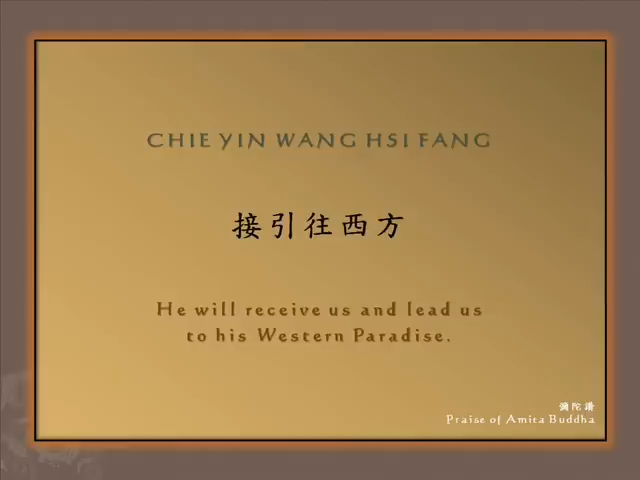 CHIE YIN WANG HSI FANG
接引往西方
He will receive us and lead us
to his Western Paradise.
彌陀讚
Praise of Amita Buddha